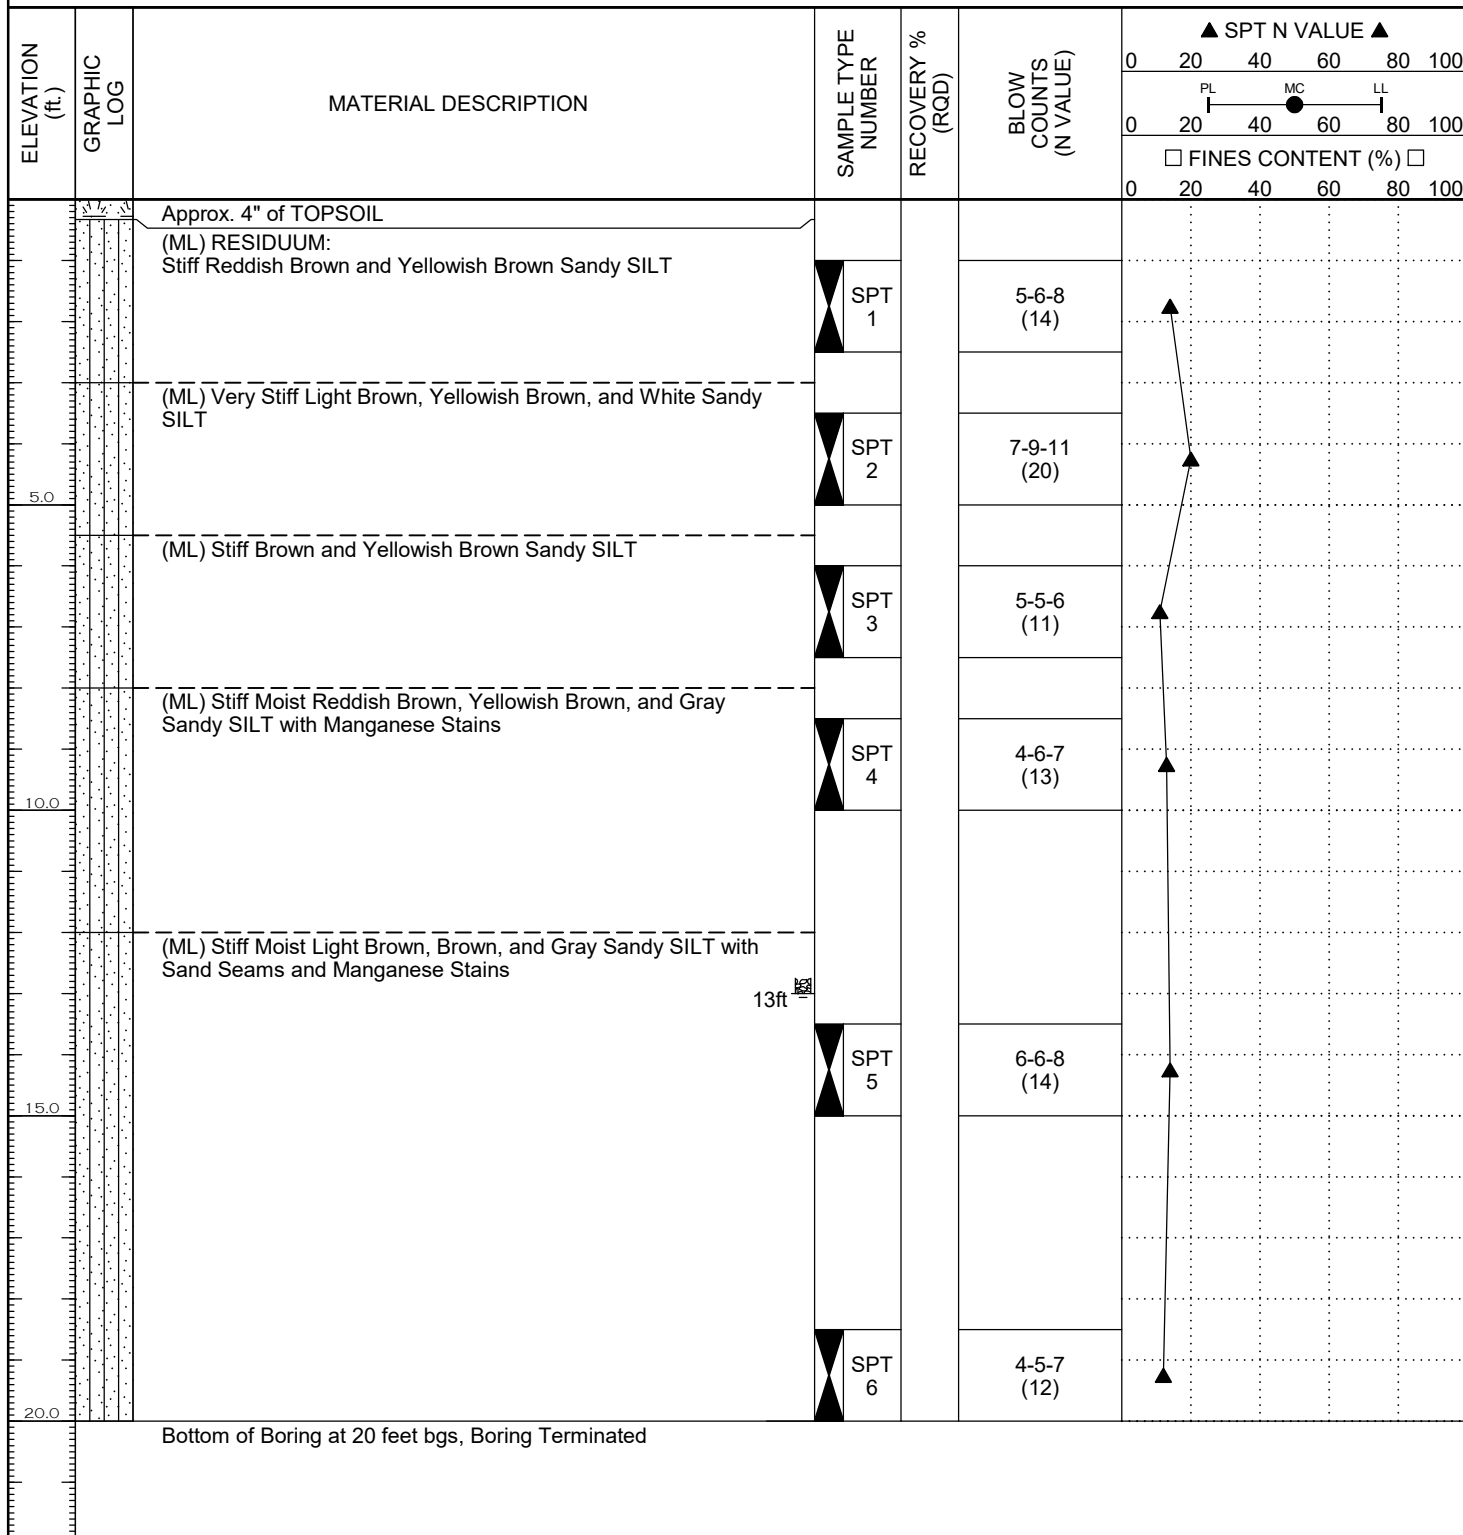 ELEVATION
(ft.)
GRAPHIC
LOG
MATERIAL DESCRIPTION
SAMPLE TYPE
NUMBER
RECOVERY %
(RQD)
BLOW
COUNTS
(N VALUE)
▲ SPT N VALUE ▲
0 20 40 60 80 100
PL MC LL
0 20 40 60 80 100
□ FINES CONTENT (%) □
0 20 40 60 80 100
Approx. 4" of TOPSOIL
(ML) RESIDUUM:
Stiff Reddish Brown and Yellowish Brown Sandy SILT
SPT
1
5-6-8
(14)
(ML) Very Stiff Light Brown, Yellowish Brown, and White Sandy
SILT
SPT
2
7-9-11
(20)
5.0
(ML) Stiff Brown and Yellowish Brown Sandy SILT
SPT
3
5-5-6
(11)
(ML) Stiff Moist Reddish Brown, Yellowish Brown, and Gray
Sandy SILT with Manganese Stains
SPT
4
4-6-7
(13)
10.0
(ML) Stiff Moist Light Brown, Brown, and Gray Sandy SILT with
Sand Seams and Manganese Stains
13ft
SPT
5
6-6-8
(14)
15.0
SPT
6
4-5-7
(12)
20.0
Bottom of Boring at 20 feet bgs, Boring Terminated